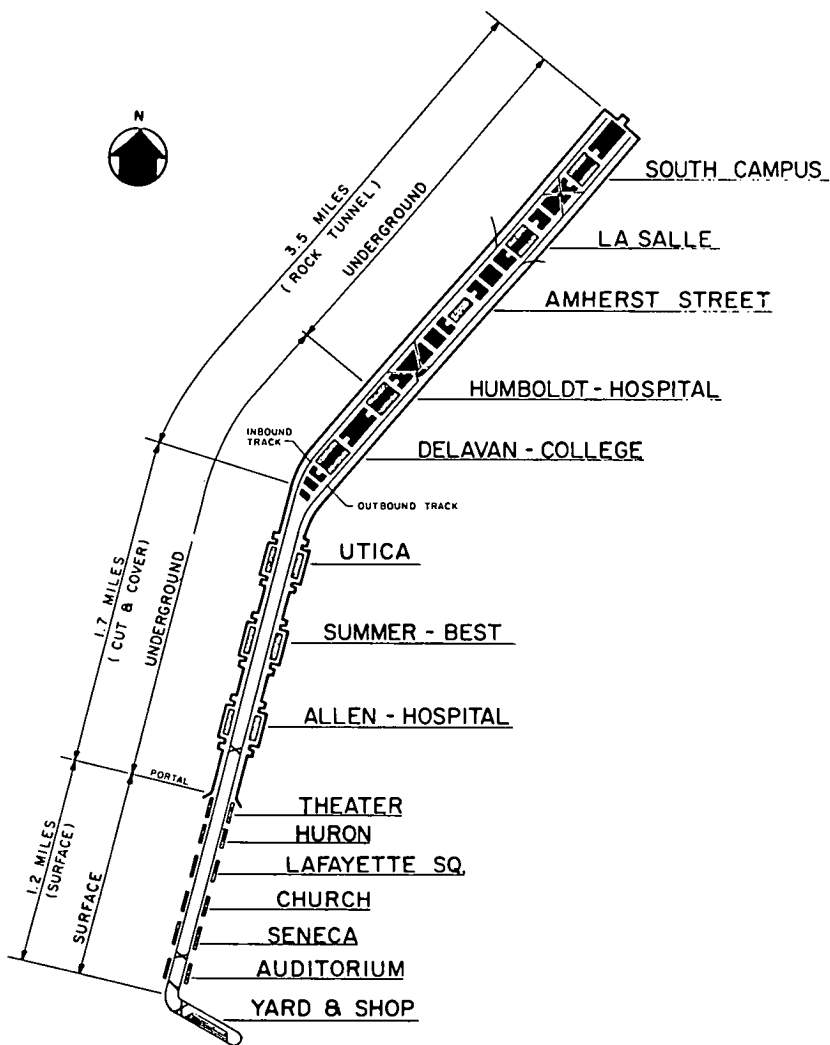 N
3.5 MILES
( ROCK TUNNEL )
UNDERGROUND
SOUTH CAMPUS
LA SALLE
AMHERST STREET
HUMBOLDT - HOSPITAL
INBOUND
TRACK
DELAVAN - COLLEGE
OUTBOUND TRACK
1.7 MILES
( CUT & COVER )
UNDERGROUND
UTICA
SUMMER - BEST
ALLEN - HOSPITAL
PORTAL
1.2 MILES
(SURFACE)
SURFACE
THEATER
HURON
LAFAYETTE SQ.
CHURCH
SENECA
AUDITORIUM
YARD & SHOP